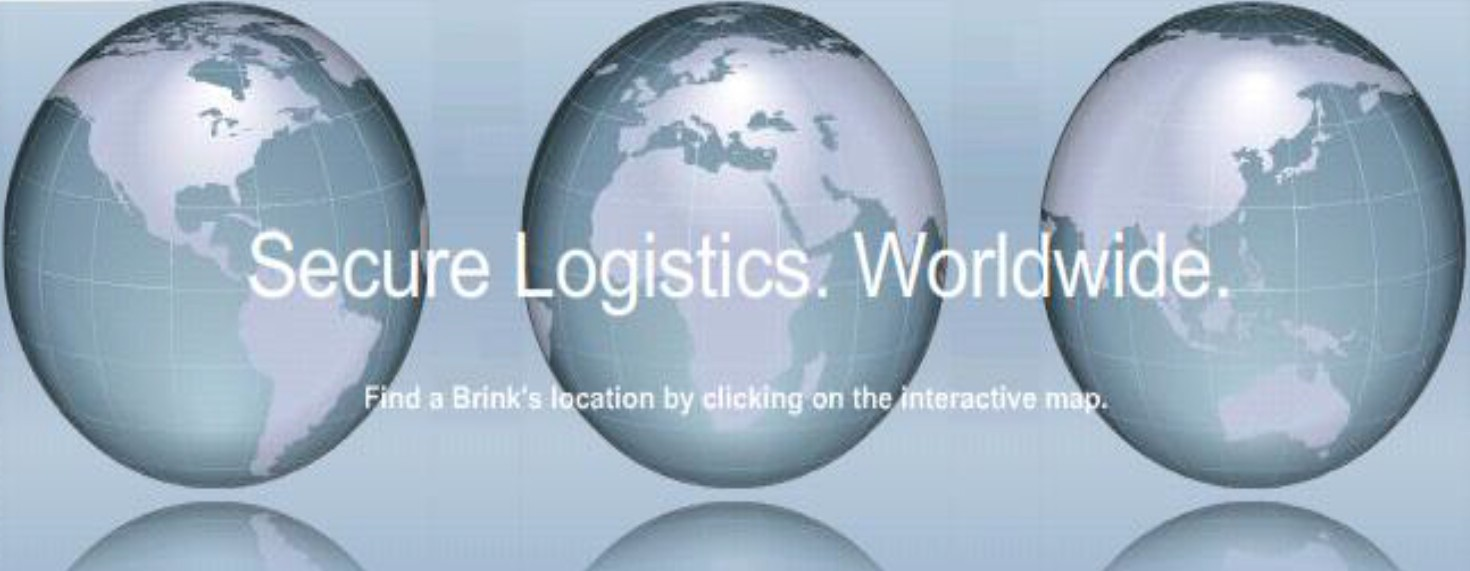 Secure Logistics. Worldwide.
Find a Brink's location by clicking on the interactive map.